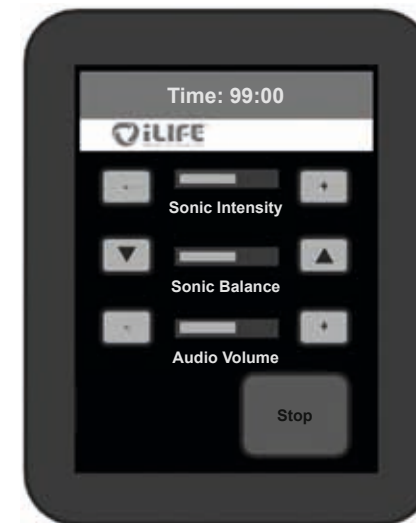 Time: 99:00
iLIFE
- +
Sonic Intensity
▼ ▲
Sonic Balance
- +
Audio Volume
Stop